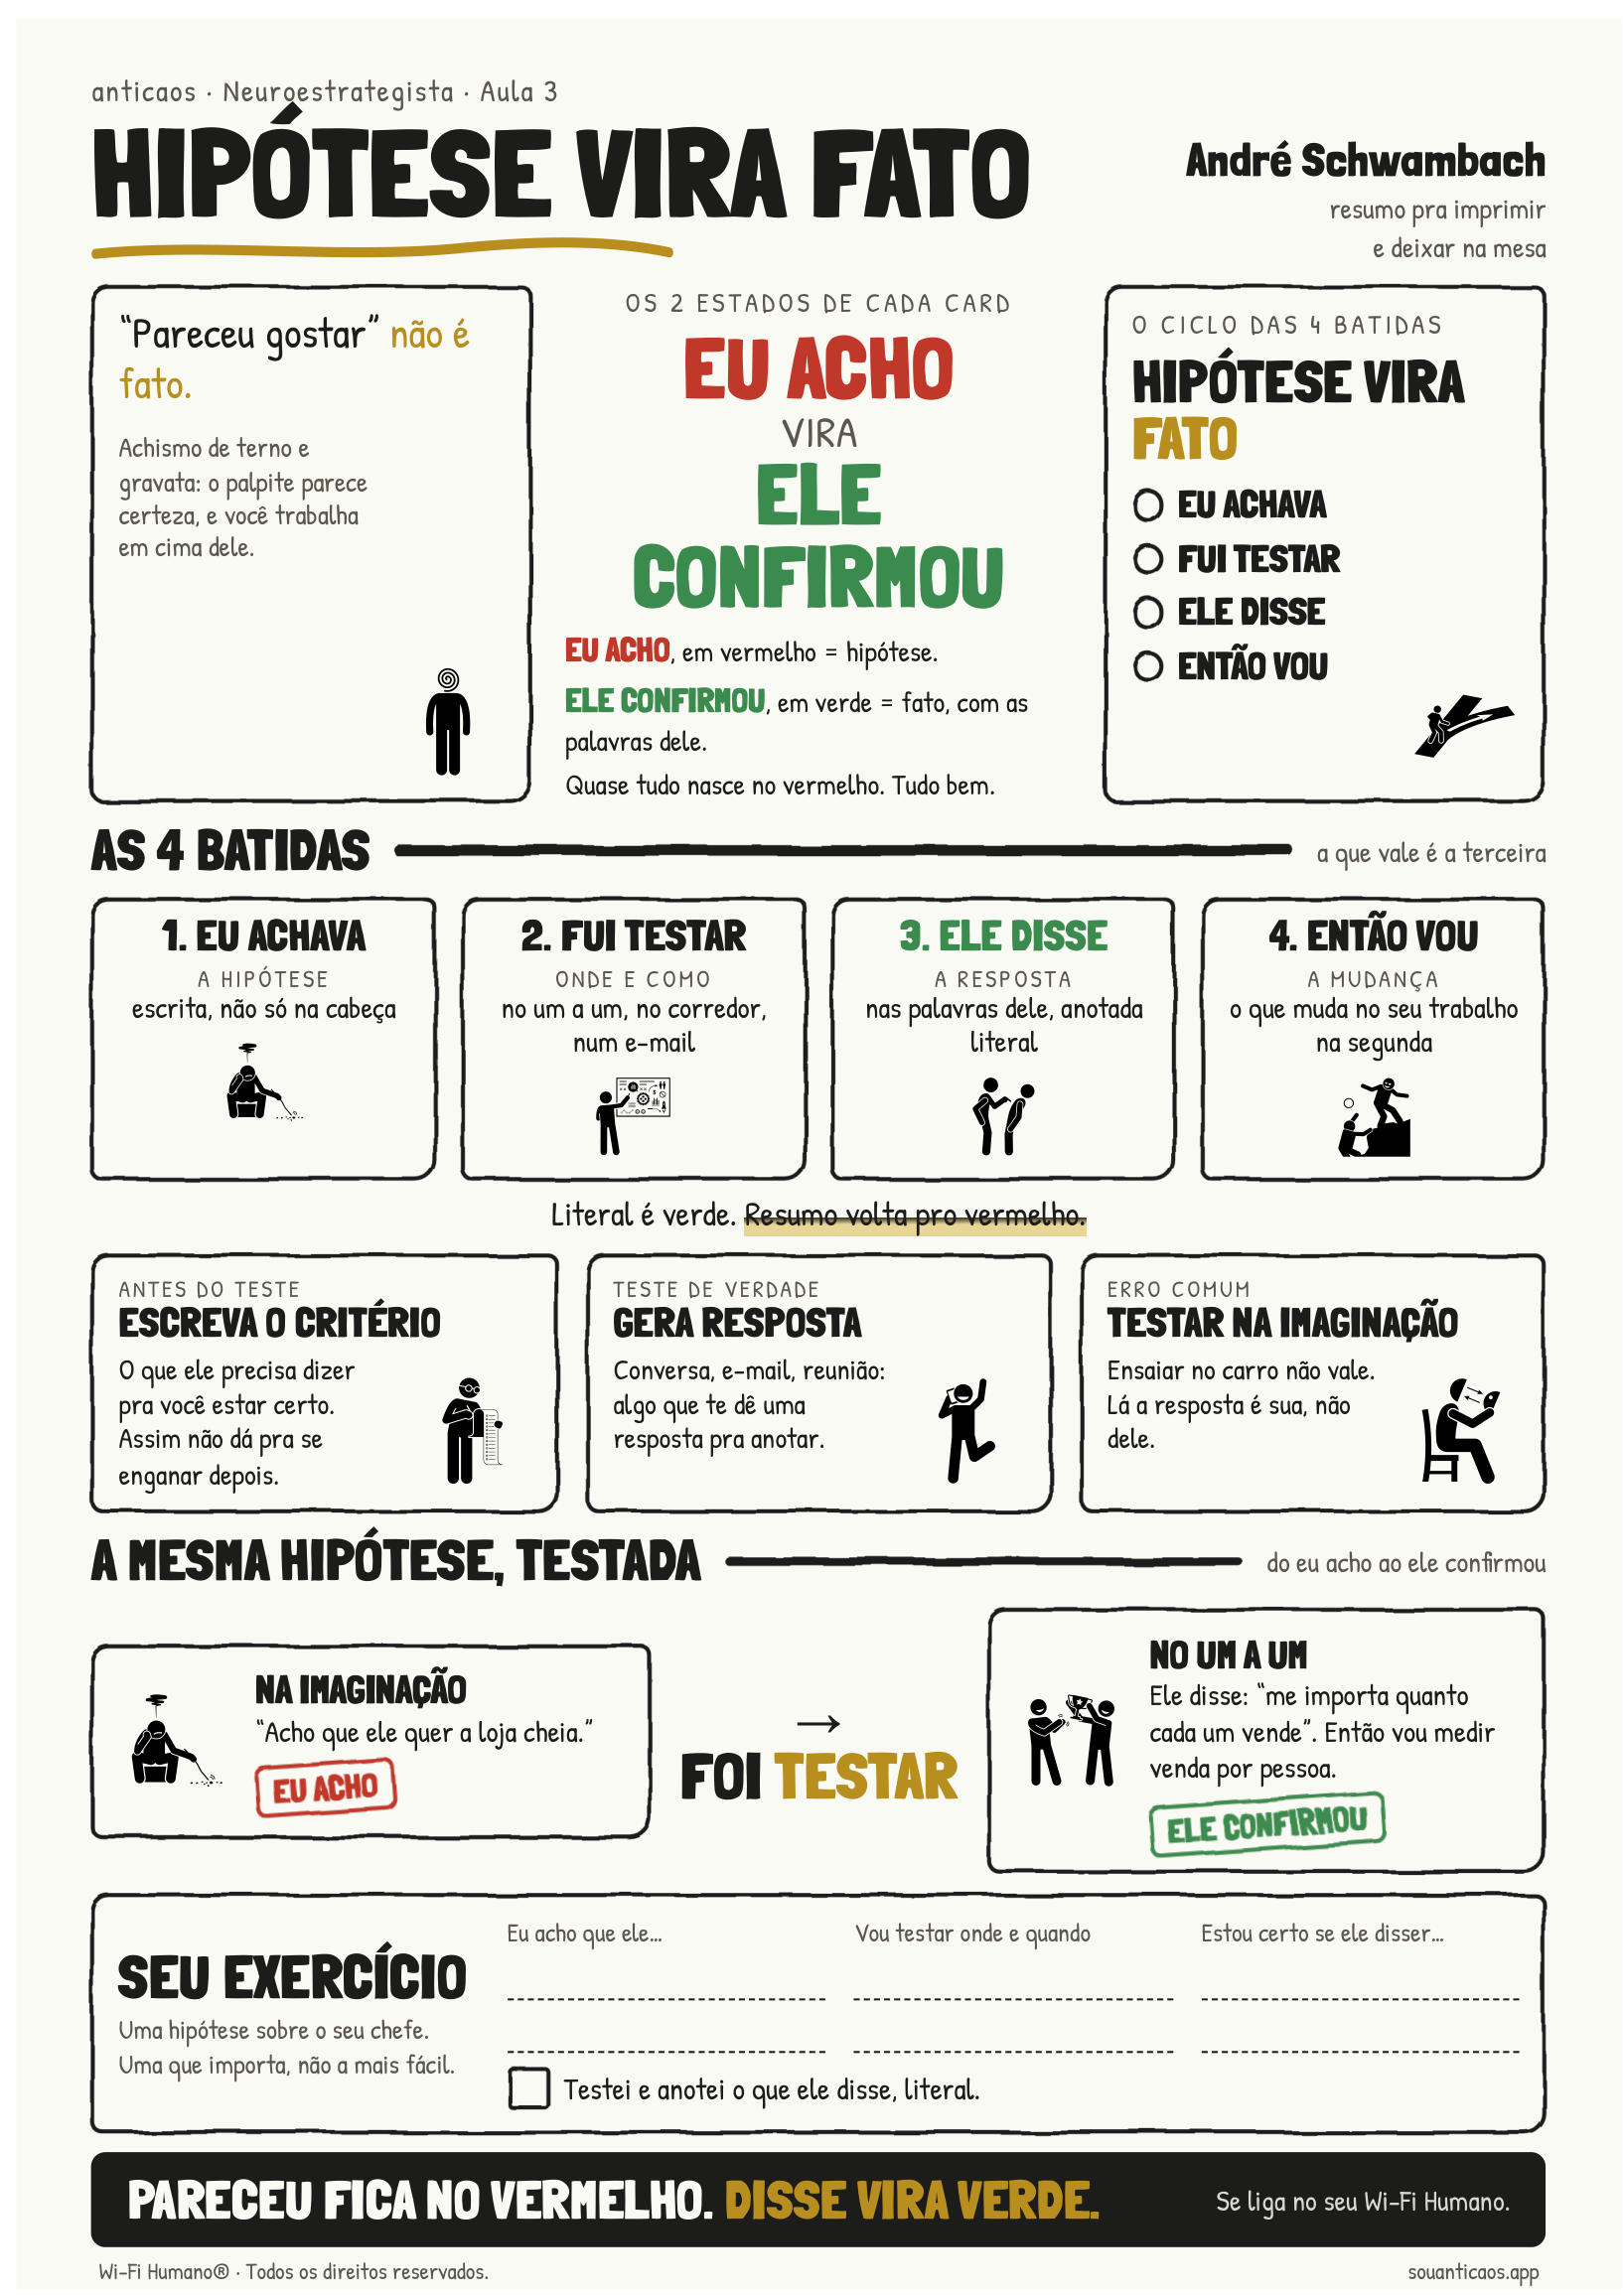 anticaos · Neuroestrategista · Aula 3
HIPÓTESE VIRA FATO
André Schwambach
resumo pra imprimir
e deixar na mesa
“Pareceu gostar” não é
fato.
Achismo de terno e
gravata: o palpite parece
certeza, e você trabalha
em cima dele.
OS 2 ESTADOS DE CADA CARD
EU ACHO
VIRA
ELE
CONFIRMOU
EU ACHO, em vermelho = hipótese.
ELE CONFIRMOU, em verde = fato, com as
palavras dele.
Quase tudo nasce no vermelho. Tudo bem.
O CICLO DAS 4 BATIDAS
HIPÓTESE VIRA
FATO
EU ACHAVA
FUI TESTAR
ELE DISSE
ENTÃO VOU
AS 4 BATIDAS
a que vale é a terceira
1. EU ACHAVA
A HIPÓTESE
escrita, não só na cabeça
2. FUI TESTAR
ONDE E COMO
no um a um, no corredor,
num e-mail
3. ELE DISSE
A RESPOSTA
nas palavras dele, anotada
literal
4. ENTÃO VOU
A MUDANÇA
o que muda no seu trabalho
na segunda
Literal é verde. Resumo volta pro vermelho.
ANTES DO TESTE
ESCREVA O CRITÉRIO
O que ele precisa dizer
pra você estar certo.
Assim não dá pra se
enganar depois.
TESTE DE VERDADE
GERA RESPOSTA
Conversa, e-mail, reunião:
algo que te dê uma
resposta pra anotar.
ERRO COMUM
TESTAR NA IMAGINAÇÃO
Ensaiar no carro não vale.
Lá a resposta é sua, não
dele.
A MESMA HIPÓTESE, TESTADA
do eu acho ao ele confirmou
NA IMAGINAÇÃO
“Acho que ele quer a loja cheia.”
EU ACHO
→
FOI TESTAR
NO UM A UM
Ele disse: “me importa quanto
cada um vende”. Então vou medir
venda por pessoa.
ELE CONFIRMOU
SEU EXERCÍCIO
Uma hipótese sobre o seu chefe.
Uma que importa, não a mais fácil.
Eu acho que ele...
Vou testar onde e quando
Estou certo se ele disser...
Testei e anotei o que ele disse, literal.
PARECEU FICA NO VERMELHO. DISSE VIRA VERDE.
Se liga no seu Wi-Fi Humano.
Wi-Fi Humano® · Todos os direitos reservados.
souanticaos.app